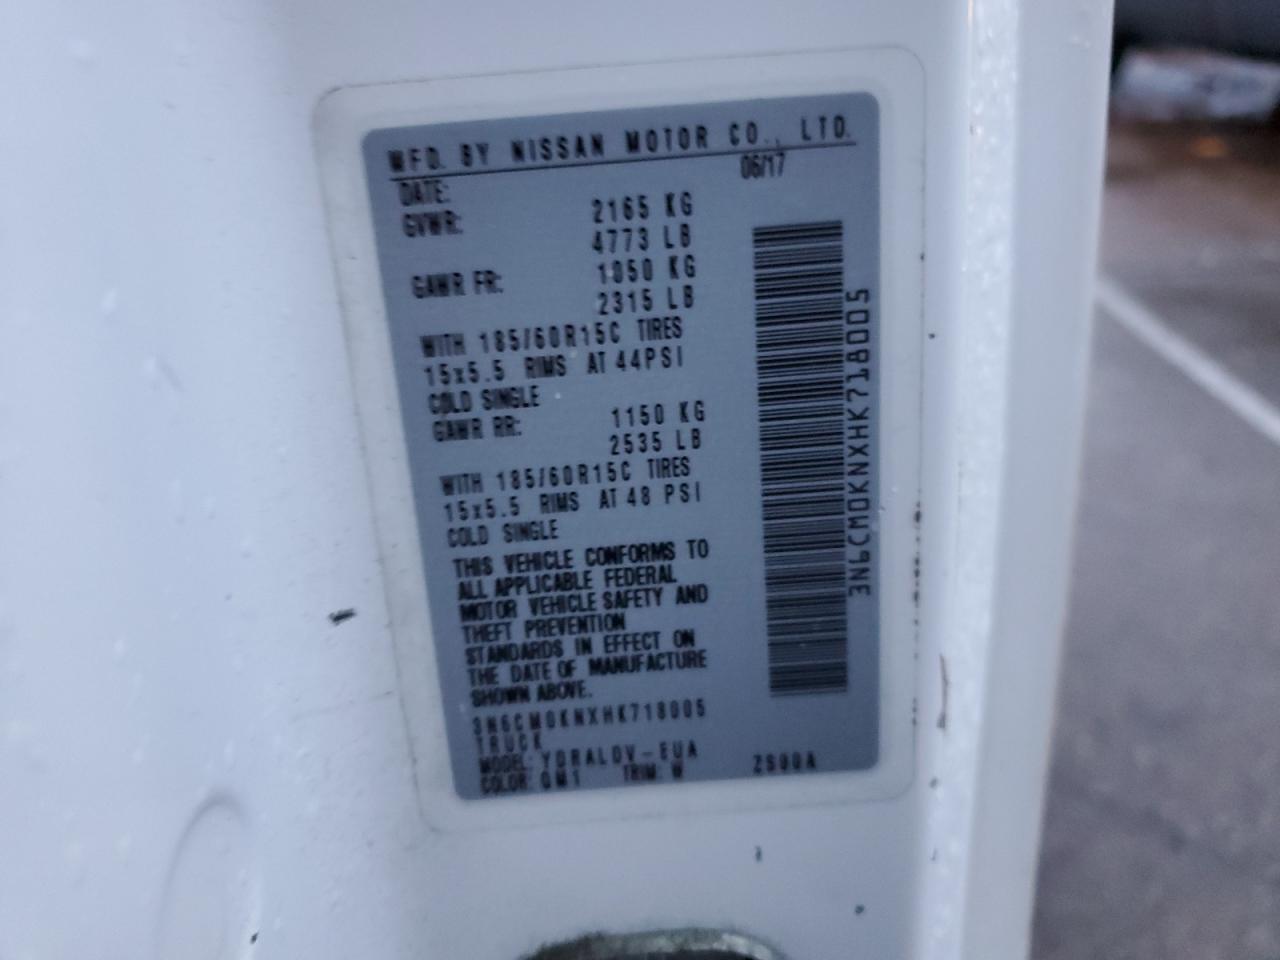 MFD. BY NISSAN MOTOR CO., LTD.
DATE: 06/17
GVWR: 2165 KG
4773 LB
GAWR FR: 1050 KG
2315 LB
WITH 185/60R15C TIRES
15x5.5 RIMS AT 44PSI
COLD SINGLE
GAWR RR: 1150 KG
2535 LB
WITH 185/60R15C TIRES
15x5.5 RIMS AT 48 PSI
COLD SINGLE
THIS VEHICLE CONFORMS TO
ALL APPLICABLE FEDERAL
MOTOR VEHICLE SAFETY AND
THEFT PREVENTION
STANDARDS IN EFFECT ON
THE DATE OF MANUFACTURE
SHOWN ABOVE.
3N6CM0KNXHK718005
TRUCK
MODEL: YDRALDV-EUA
COLOR: QM1 TRIM: W
3N6CM0KNXHK718005